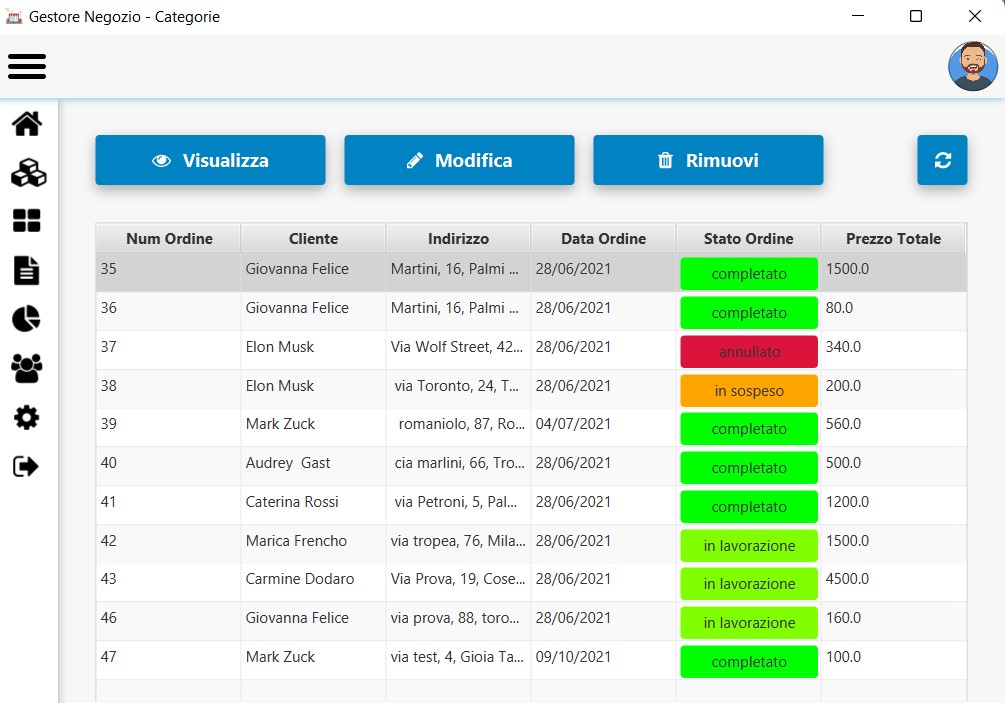 Gestore Negozio - Categorie
Visualizza Modifica Rimuovi
Num Ordine Cliente Indirizzo Data Ordine Stato Ordine Prezzo Totale
35 Giovanna Felice Martini, 16, Palmi ... 28/06/2021 completato 1500.0
36 Giovanna Felice Martini, 16, Palmi ... 28/06/2021 completato 80.0
37 Elon Musk Via Wolf Street, 42... 28/06/2021 annullato 340.0
38 Elon Musk via Toronto, 24, T... 28/06/2021 in sospeso 200.0
39 Mark Zuck romaniolo, 87, Ro... 04/07/2021 completato 560.0
40 Audrey Gast cia marlini, 66, Tro... 28/06/2021 completato 500.0
41 Caterina Rossi via Petroni, 5, Pal... 28/06/2021 completato 1200.0
42 Marica Frencho via tropea, 76, Mila... 28/06/2021 in lavorazione 1500.0
43 Carmine Dodaro Via Prova, 19, Cose... 28/06/2021 in lavorazione 4500.0
46 Giovanna Felice via prova, 88, toro... 28/06/2021 in lavorazione 160.0
47 Mark Zuck via test, 4, Gioia Ta... 09/10/2021 completato 100.0